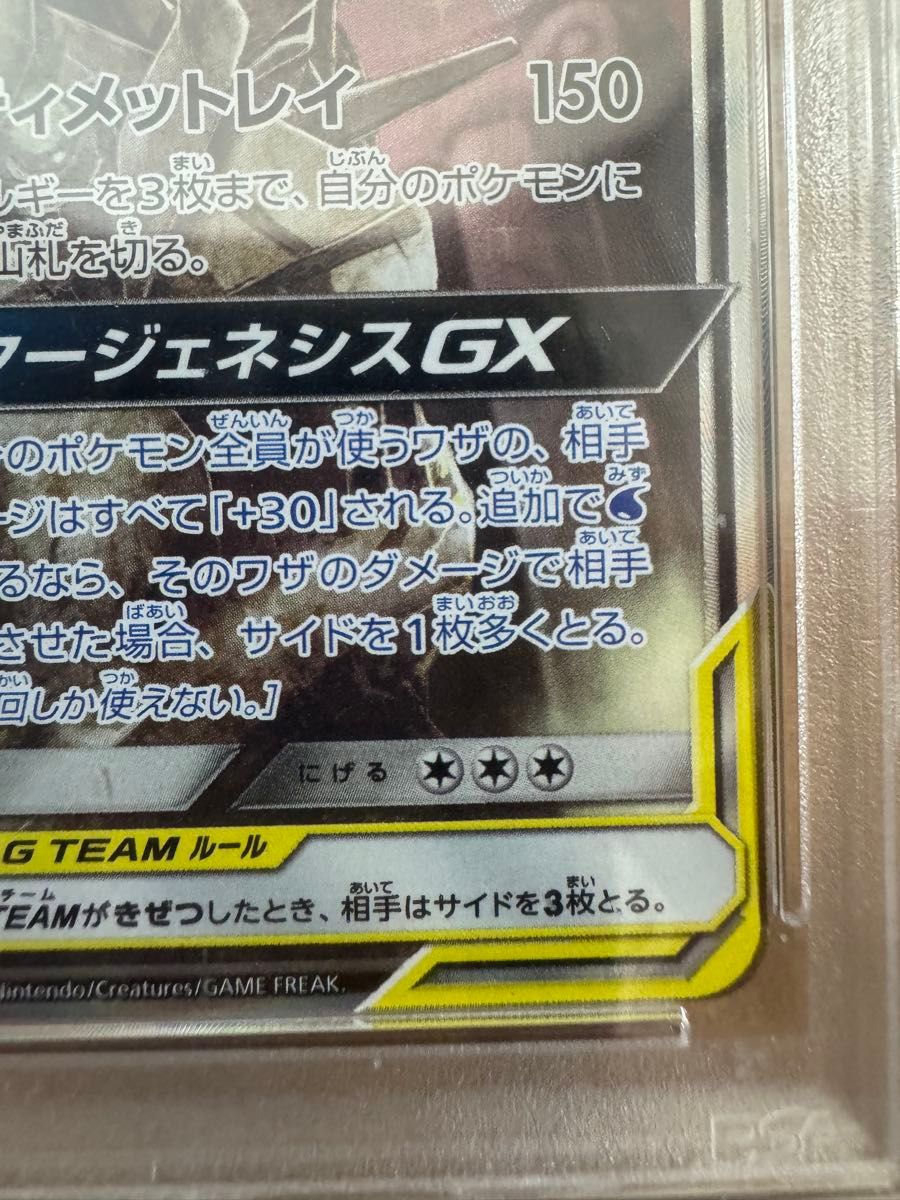 ィメットレイ 150
ルギーを3枚まで、自分のポケモンに
山札を切る。
ージェネシスGX
のポケモン全員が使うワザの、相手
ージはすべて「+30」される。追加で
るなら、そのワザのダメージで相手
させた場合、サイドを1枚多くとる。
回しか使えない。]
にげる
G TEAM ルール
TEAMがきぜつしたとき、相手はサイドを3枚とる。
Nintendo/Creatures/GAME FREAK.
PSA